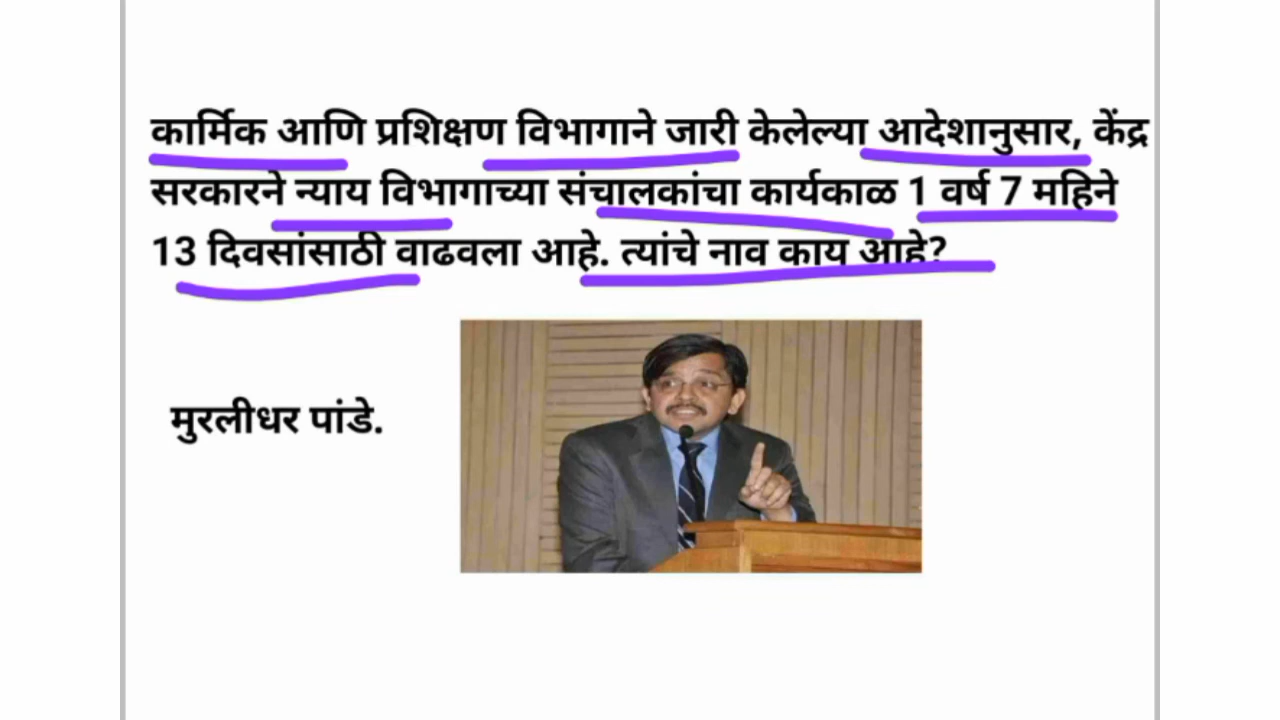 कार्मिक आणि प्रशिक्षण विभागाने जारी केलेल्या आदेशानुसार, केंद्र
सरकारने न्याय विभागाच्या संचालकांचा कार्यकाळ 1 वर्ष 7 महिने
13 दिवसांसाठी वाढवला आहे. त्यांचे नाव काय आहे?
मुरलीधर पांडे.